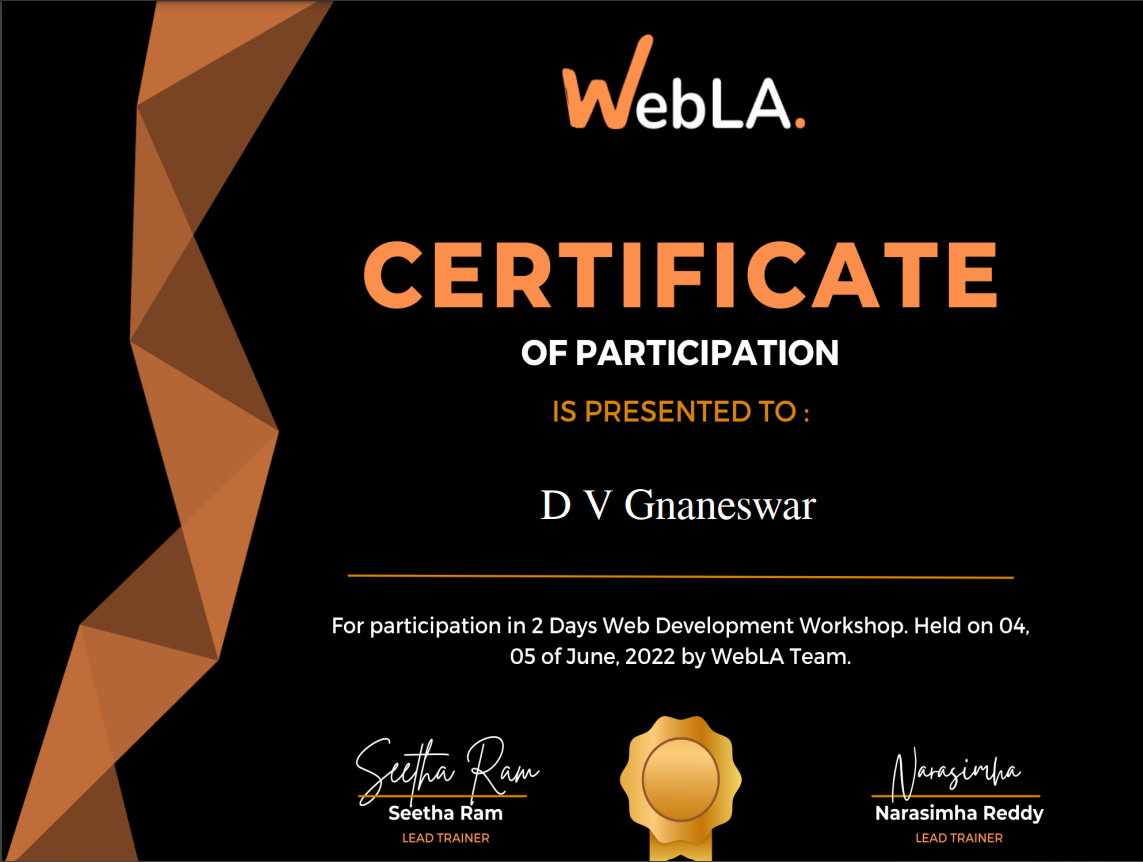 WebLA.
CERTIFICATE
OF PARTICIPATION
IS PRESENTED TO :
D V Gnaneswar
For participation in 2 Days Web Development Workshop. Held on 04,
05 of June, 2022 by WebLA Team.
Seetha Ram
Narasimha
Seetha Ram
Narasimha Reddy
LEAD TRAINER
LEAD TRAINER